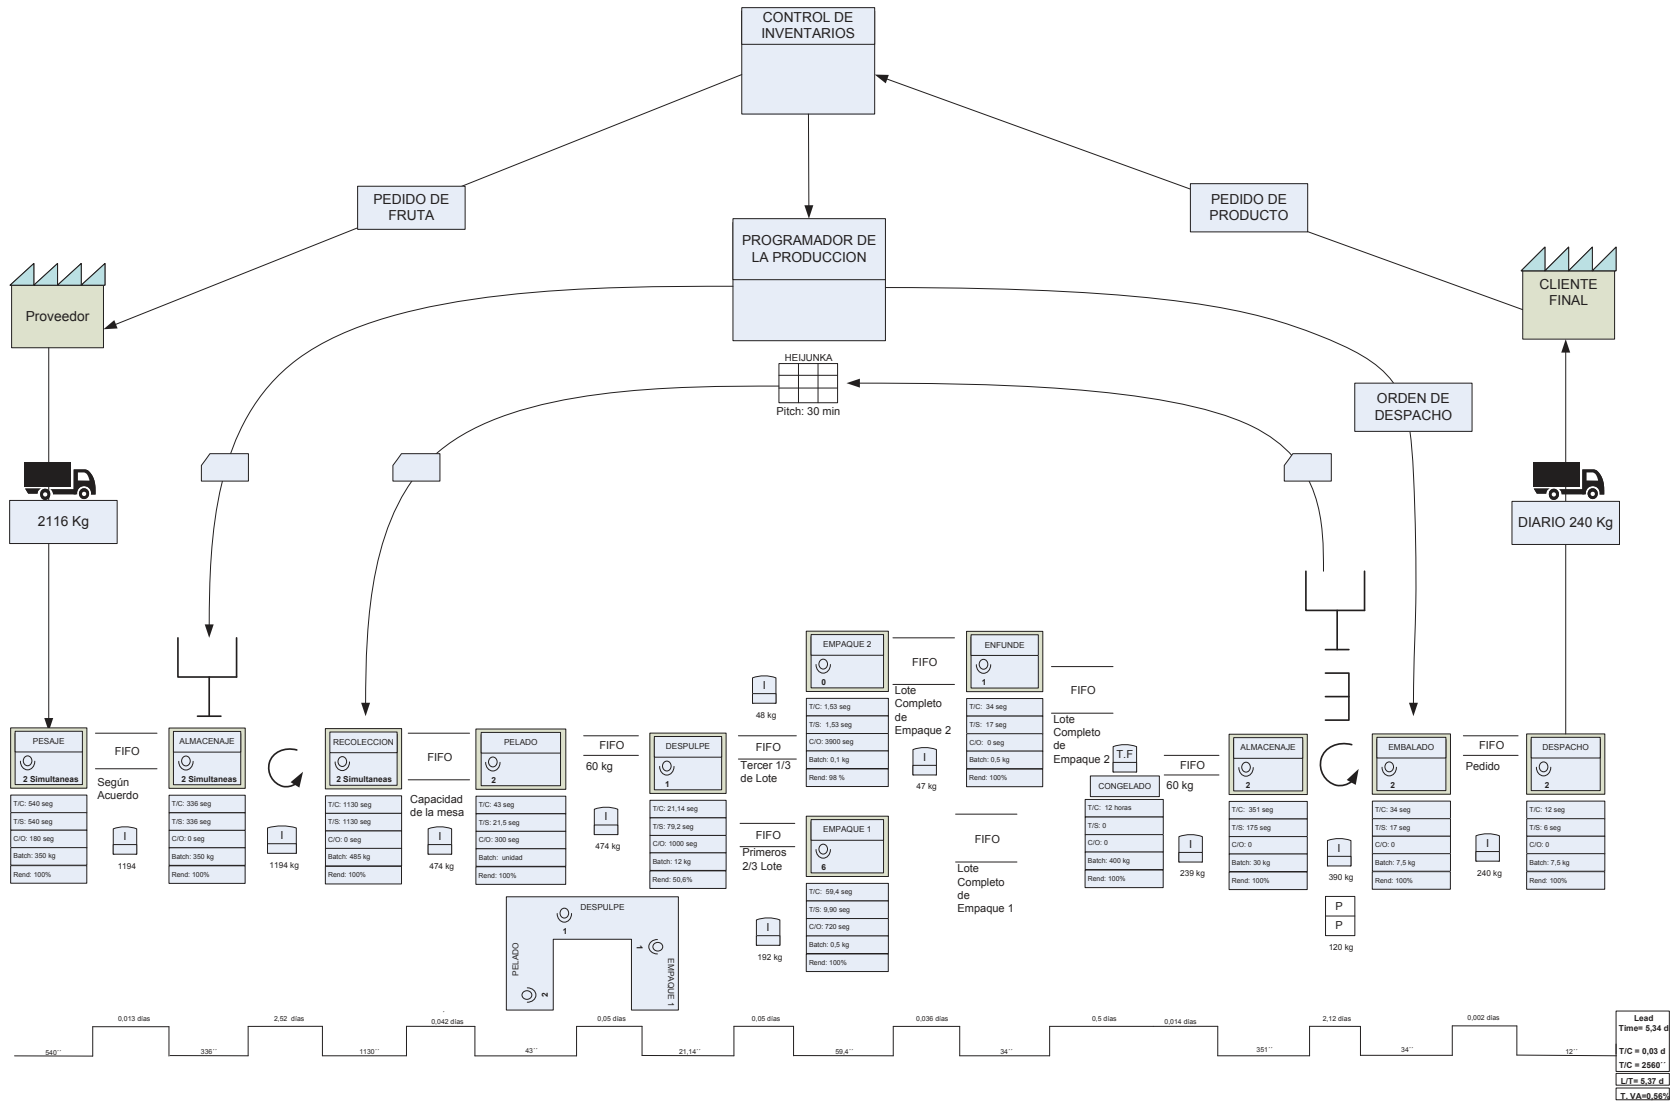 CONTROL DE
INVENTARIOS
PEDIDO DE
FRUTA
PEDIDO DE
PRODUCTO
PROGRAMADOR DE
LA PRODUCCION
Proveedor
CLIENTE
FINAL
HEIJUNKA
Pitch: 30 min
ORDEN DE
DESPACHO
2116 Kg
DIARIO 240 Kg
PESAJE
2 Simultaneas
T/C: 540 seg
T/S: 540 seg
C/O: 180 seg
Batch: 350 kg
Rend: 100%
FIFO
Según
Acuerdo
I
1194
ALMACENAJE
2 Simultaneas
T/C: 336 seg
T/S: 336 seg
C/O: 0 seg
Batch: 350 kg
Rend: 100%
I
1194 kg
RECOLECCION
2 Simultaneas
T/C: 1130 seg
T/S: 1130 seg
C/O: 0 seg
Batch: 485 kg
Rend: 100%
FIFO
Capacidad
de la mesa
I
474 kg
PELADO
2
T/C: 43 seg
T/S: 21,5 seg
C/O: 300 seg
Batch: unidad
Rend: 100%
FIFO
60 kg
I
474 kg
DESPULPE
1
T/C: 21,14 seg
T/S: 79,2 seg
C/O: 1000 seg
Batch: 12 kg
Rend: 50,6%
I
48 kg
FIFO
Tercer 1/3
de Lote
FIFO
Primeros
2/3 Lote
I
192 kg
EMPAQUE 2
0
T/C: 1,53 seg
T/S: 1,53 seg
C/O: 3900 seg
Batch: 0,1 kg
Rend: 98 %
EMPAQUE 1
6
T/C: 59,4 seg
T/S: 9,90 seg
C/O: 720 seg
Batch: 0,5 kg
Rend: 100%
FIFO
Lote
Completo
de
Empaque 2
I
47 kg
ENFUNDE
1
T/C: 34 seg
T/S: 17 seg
C/O: 0 seg
Batch: 0,5 kg
Rend: 100%
FIFO
Lote
Completo
de
Empaque 1
FIFO
Lote
Completo
de
Empaque 2
T.F
CONGELADO
T/C: 12 horas
T/S: 0
C/O: 0
Batch: 400 kg
Rend: 100%
FIFO
60 kg
I
239 kg
ALMACENAJE
2
T/C: 351 seg
T/S: 175 seg
C/O: 0
Batch: 30 kg
Rend: 100%
I
390 kg
P
P
120 kg
EMBALADO
2
T/C: 34 seg
T/S: 17 seg
C/O: 0
Batch: 7,5 kg
Rend: 100%
FIFO
Pedido
I
240 kg
DESPACHO
2
T/C: 12 seg
T/S: 6 seg
C/O: 0
Batch: 7,5 kg
Rend: 100%
DESPULPE
1
PELADO
2
EMPAQUE 1
1
0,013 días
2,52 días
0,042 días
0,05 días
0,05 días
0,036 días
0,5 días
0,014 días
2,12 días
0,002 días
540´´
336´´
1130´´
43´´
21,14´´
59,4´´
34´´
351´´
34´´
12´´
Lead
Time= 5,34 d
T/C = 0,03 d
T/C = 2560´´
L/T= 5,37 d
T. VA=0,56%